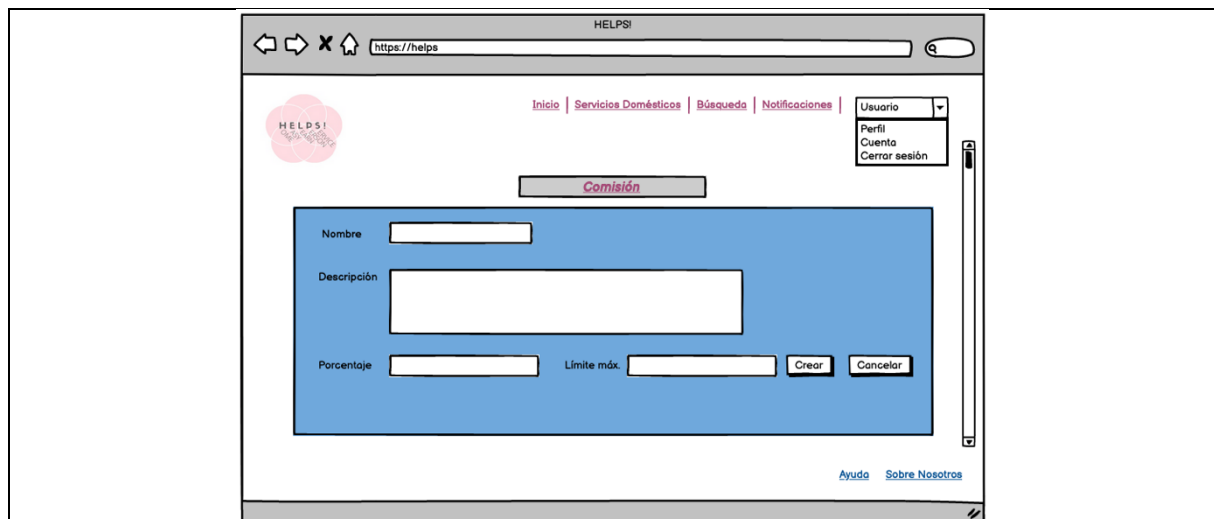 HELPS!
https://helps
Inicio | Servicios Domésticos | Búsqueda | Notificaciones |
Usuario
Perfil
Cuenta
Cerrar sesión
HELPS!
Comisión
Nombre
Descripción
Porcentaje
Límite máx.
Crear
Cancelar
Ayuda
Sobre Nosotros